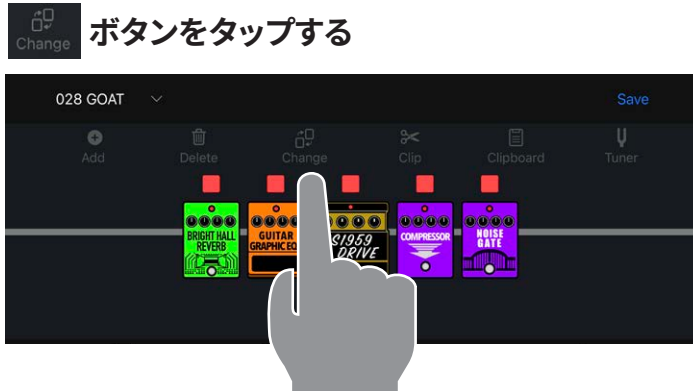 Change ボタンをタップする
028 GOAT Save
Add Delete Change Clip Clipboard Tuner
BRIGHT HALL
REVERB
GUITAR
GRAPHIC EQ
S1959
DRIVE
COMPRESSOR
NOISE
GATE